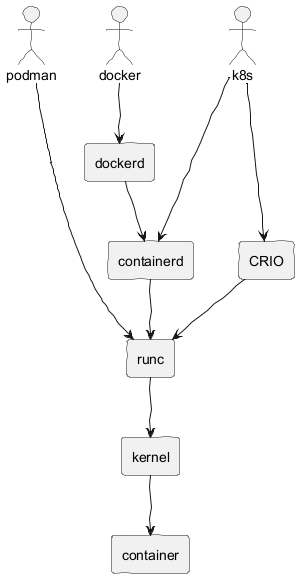 podman
docker
k8s
dockerd
containerd
CRIO
runc
kernel
container